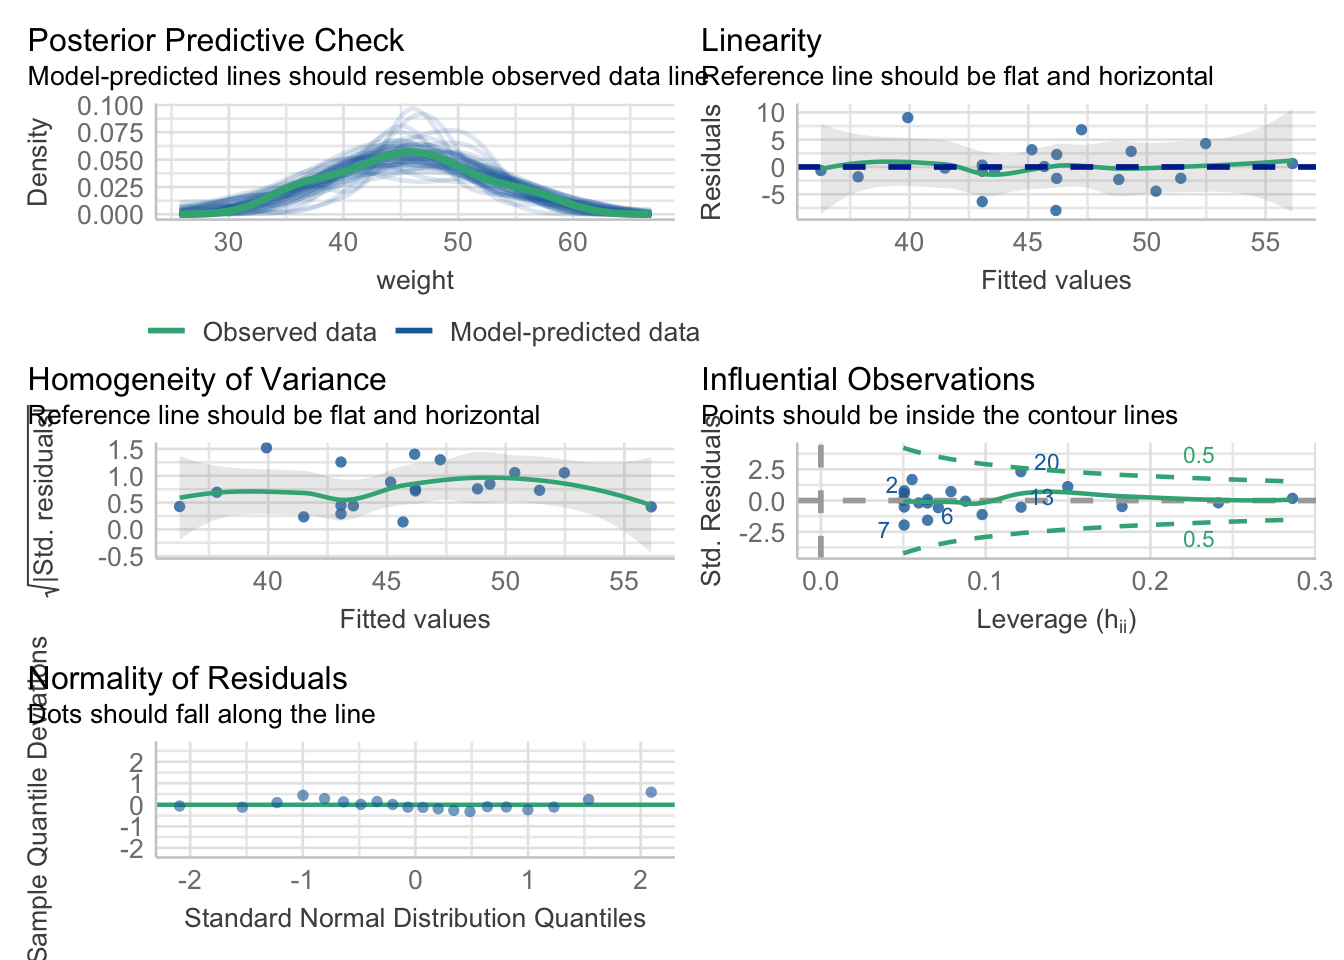 Posterior Predictive Check
Model-predicted lines should resemble observed data line
Density
0.100
0.075
0.050
0.025
0.000
30 40 50 60
weight
Observed data Model-predicted data
Linearity
Reference line should be flat and horizontal
Residuals
10
5
0
-5
40 45 50 55
Fitted values
Homogeneity of Variance
Reference line should be flat and horizontal
√|Std. residuals|
1.5
1.0
0.5
0.0
-0.5
40 45 50 55
Fitted values
Influential Observations
Points should be inside the contour lines
Std. Residuals
2.5
0.0
-2.5
20
0.5
2
13
6
7
0.5
0.0 0.1 0.2 0.3
Leverage (hii)
Normality of Residuals
Dots should fall along the line
Sample Quantile Deviations
2
1
0
-1
-2
-2 -1 0 1 2
Standard Normal Distribution Quantiles